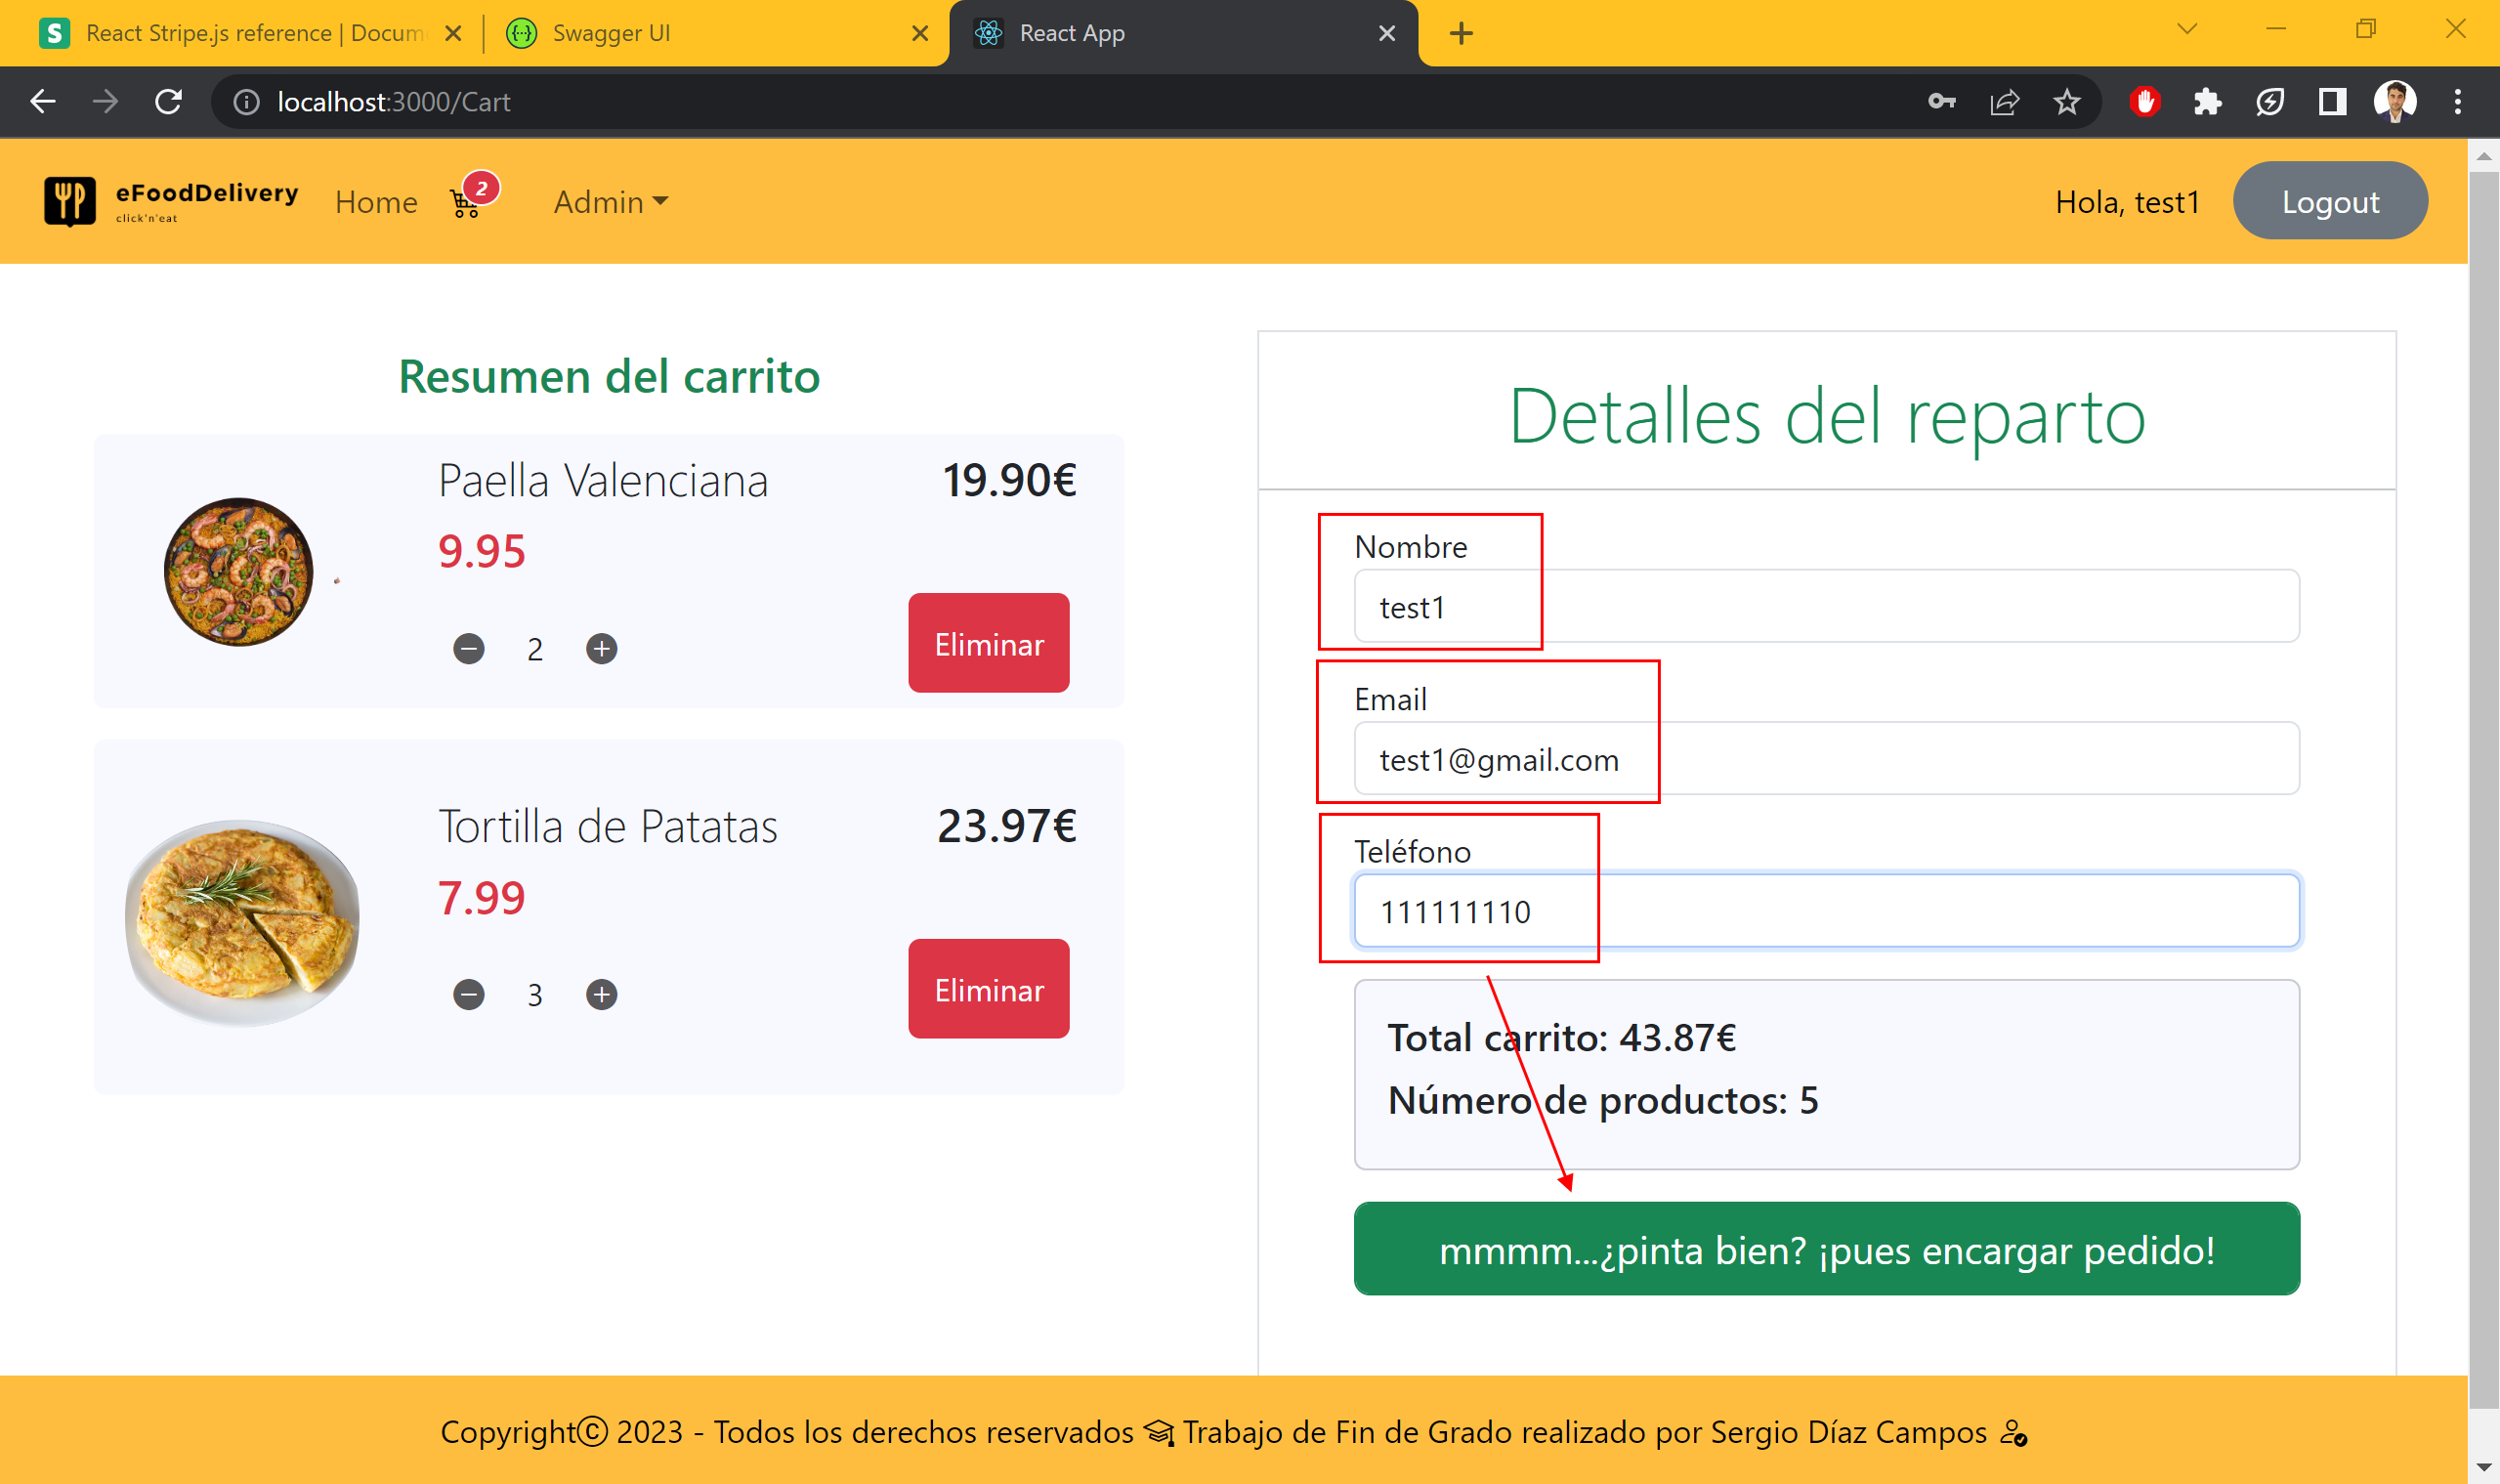 React Stripe.js reference | Docum
Swagger UI
React App
localhost:3000/Cart
eFoodDelivery
click'n'eat
Home
2
Admin
Hola, test1
Logout
Resumen del carrito
Paella Valenciana
19.90€
9.95
2
Eliminar
Tortilla de Patatas
23.97€
7.99
3
Eliminar
Detalles del reparto
Nombre
test1
Email
test1@gmail.com
Teléfono
111111110
Total carrito: 43.87€
Número de productos: 5
mmmm...¿pinta bien? ¡pues encargar pedido!
Copyright© 2023 - Todos los derechos reservados Trabajo de Fin de Grado realizado por Sergio Díaz Campos